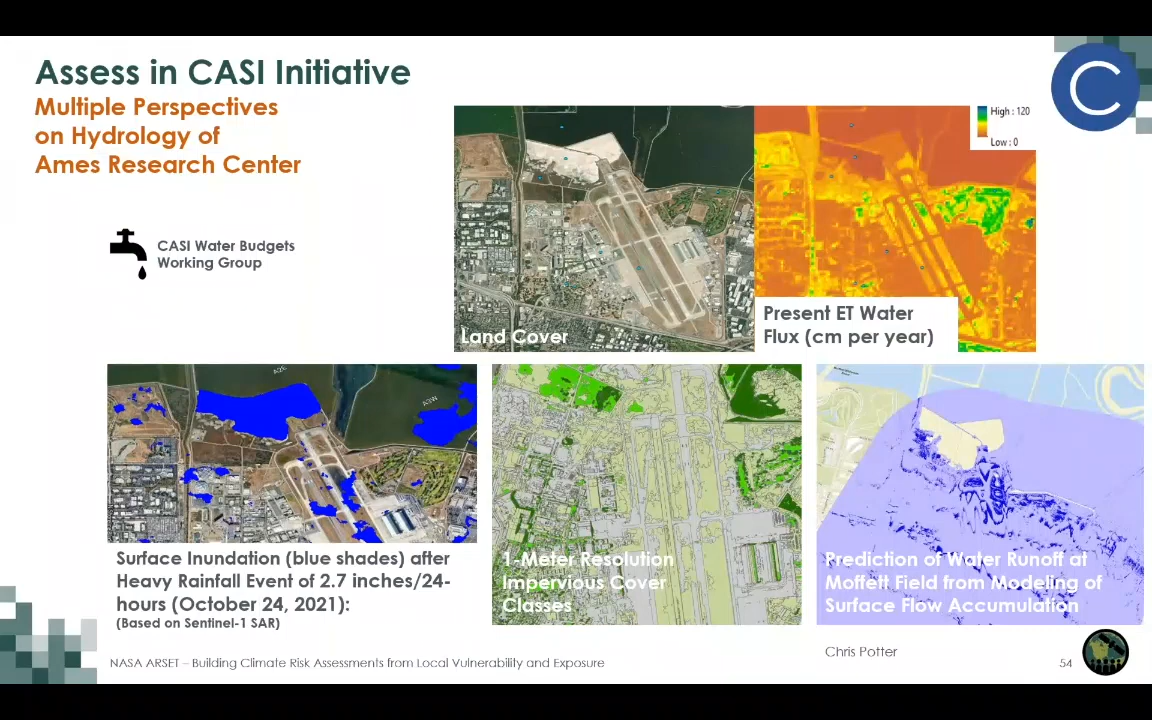 Assess in CASI Initiative
Multiple Perspectives
on Hydrology of
Ames Research Center
C
High : 120
Low : 0
CASI Water Budgets
Working Group
Land Cover
Present ET Water
Flux (cm per year)
Surface Inundation (blue shades) after
Heavy Rainfall Event of 2.7 inches/24-
hours (October 24, 2021):
(Based on Sentinel-1 SAR)
1-Meter Resolution
Impervious Cover
Classes
Prediction of Water Runoff at
Moffett Field from Modeling of
Surface Flow Accumulation
Chris Potter
NASA ARSET – Building Climate Risk Assessments from Local Vulnerability and Exposure
54